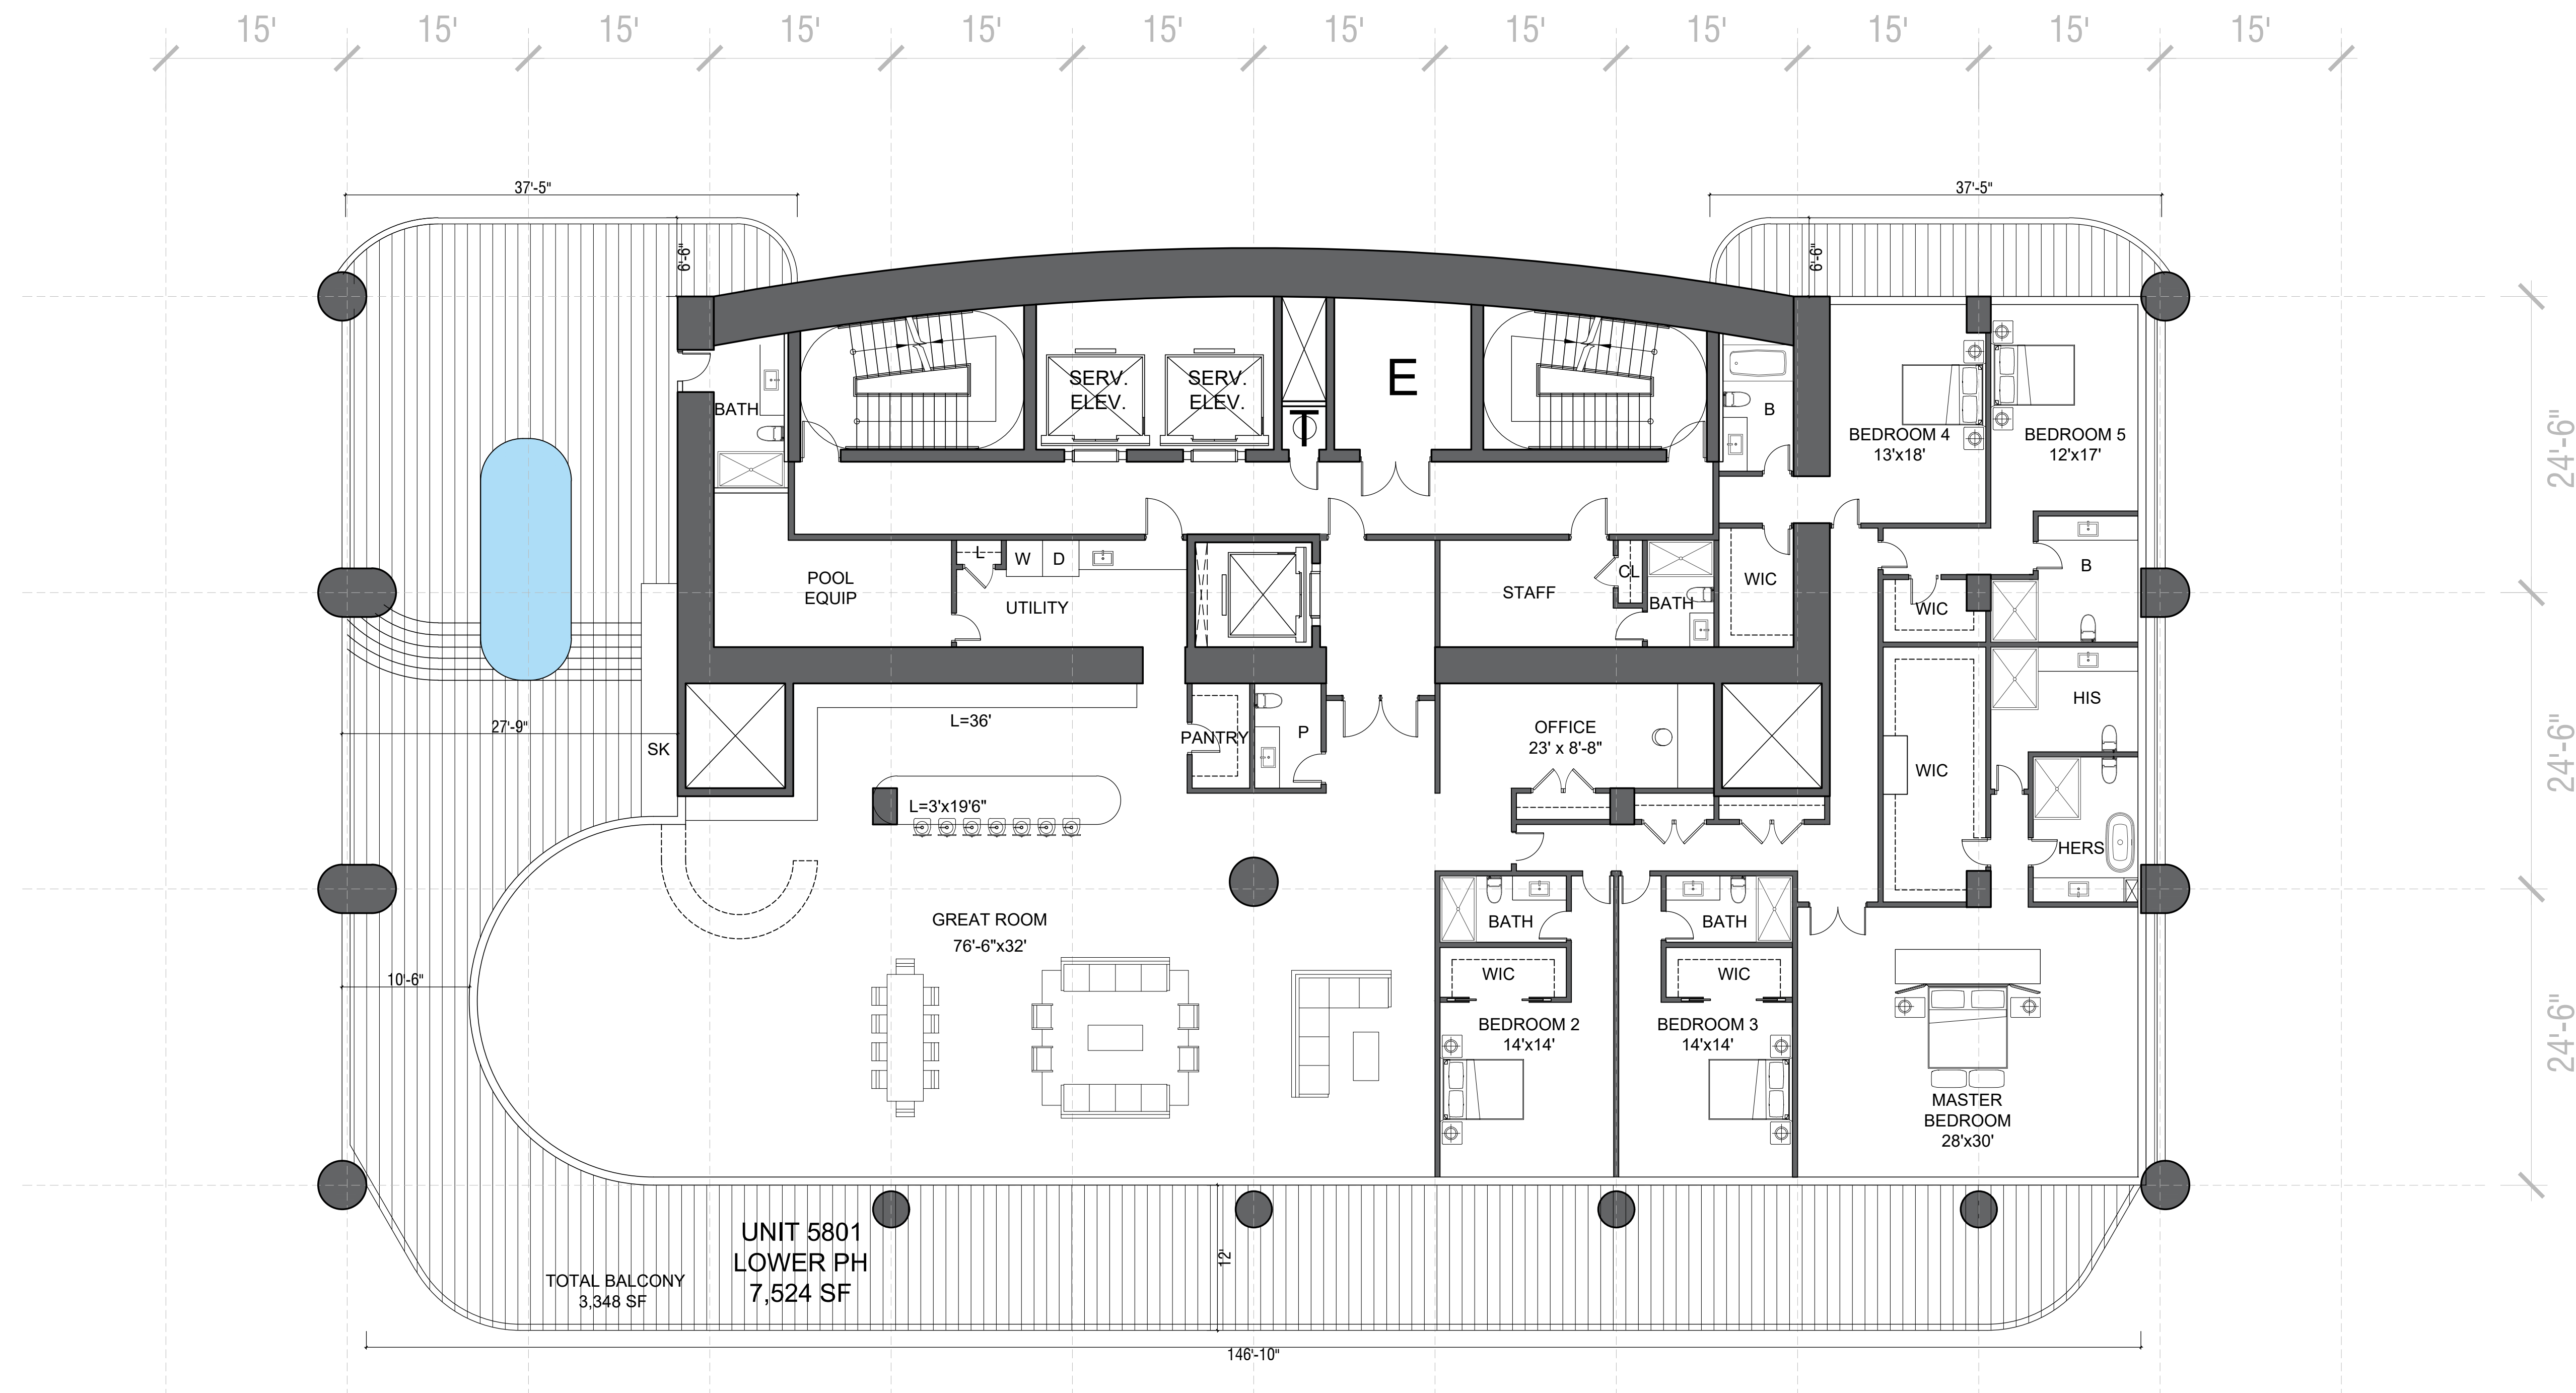 15'
15'
15'
15'
15'
15'
15'
15'
15'
15'
15'
15'
37'-5"
37'-5"
6'-6"
6'-6"
24'-6"
24'-6"
24'-6"
SERV.
ELEV.
SERV.
ELEV.
T
E
BATH
B
BEDROOM 4
13'x18'
BEDROOM 5
12'x17'
POOL
EQUIP
L
W
D
UTILITY
STAFF
CL
BATH
WIC
WIC
B
27'-9"
SK
L=36'
PANTRY
P
OFFICE
23' x 8'-8"
HIS
WIC
HERS
L=3'x19'6"
GREAT ROOM
76'-6"x32'
10'-6"
BATH
BATH
WIC
WIC
BEDROOM 2
14'x14'
BEDROOM 3
14'x14'
MASTER
BEDROOM
28'x30'
UNIT 5801
LOWER PH
7,524 SF
TOTAL BALCONY
3,348 SF
12'
146'-10"